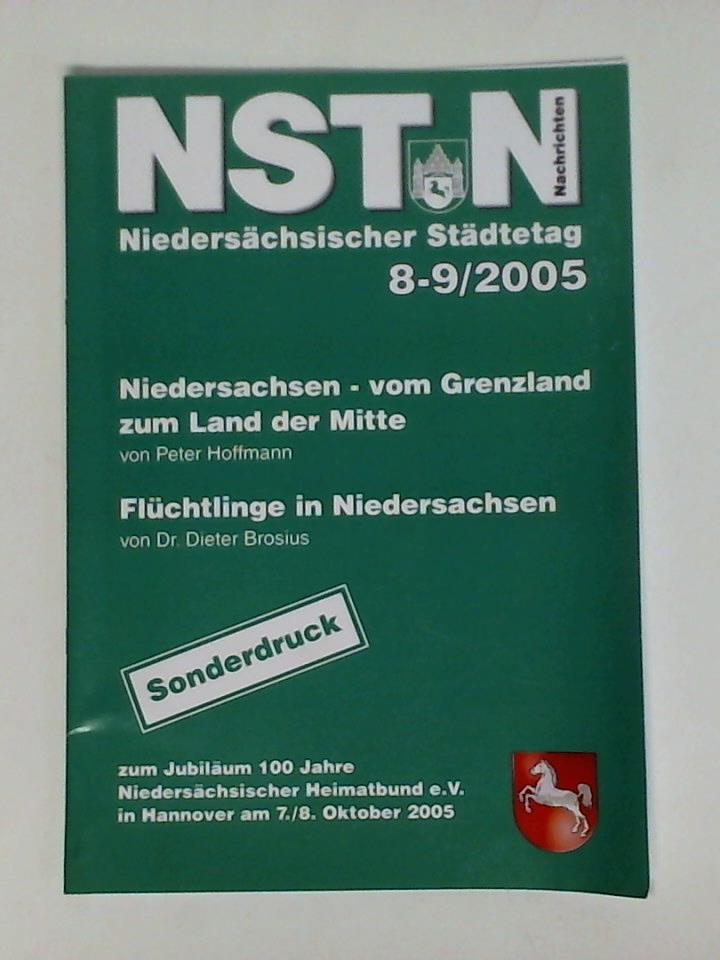 NST-N
Nachrichten
Niedersächsischer Städtetag
8-9/2005
Niedersachsen - vom Grenzland
zum Land der Mitte
von Peter Hoffmann
Flüchtlinge in Niedersachsen
von Dr. Dieter Brosius
Sonderdruck
zum Jubiläum 100 Jahre
Niedersächsischer Heimatbund e.V.
in Hannover am 7./8. Oktober 2005